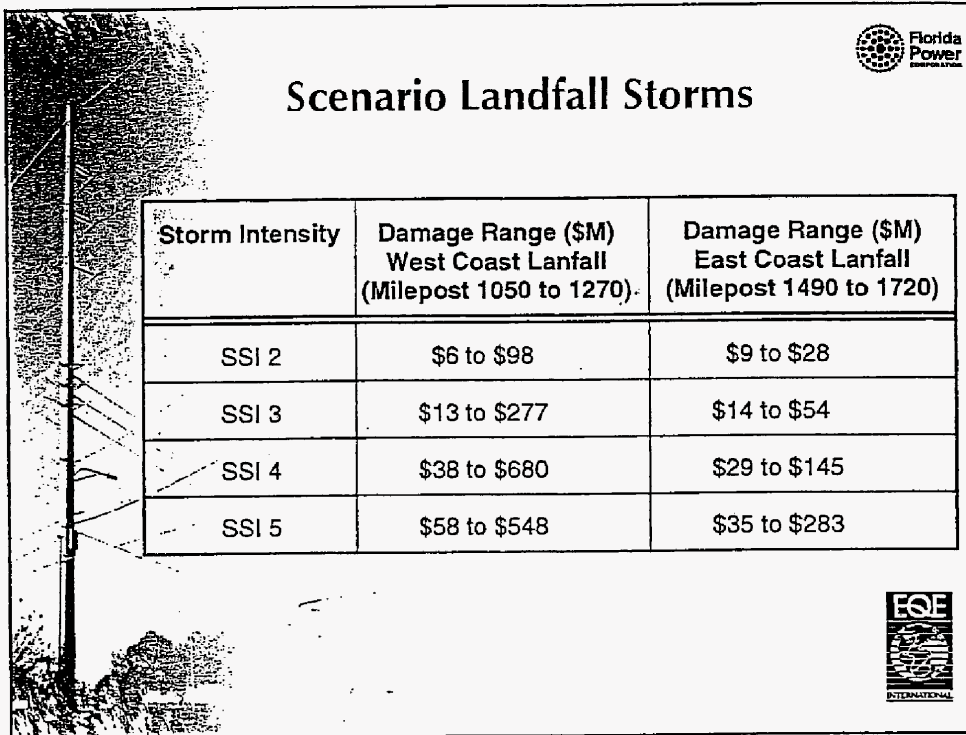 Florida
Power
CORPORATION
Scenario Landfall Storms
Storm Intensity
Damage Range ($M)
West Coast Lanfall
(Milepost 1050 to 1270)
Damage Range ($M)
East Coast Lanfall
(Milepost 1490 to 1720)
SSI 2 $6 to $98 $9 to $28
SSI 3 $13 to $277 $14 to $54
SSI 4 $38 to $680 $29 to $145
SSI 5 $58 to $548 $35 to $283
EQE
INTERNATIONAL